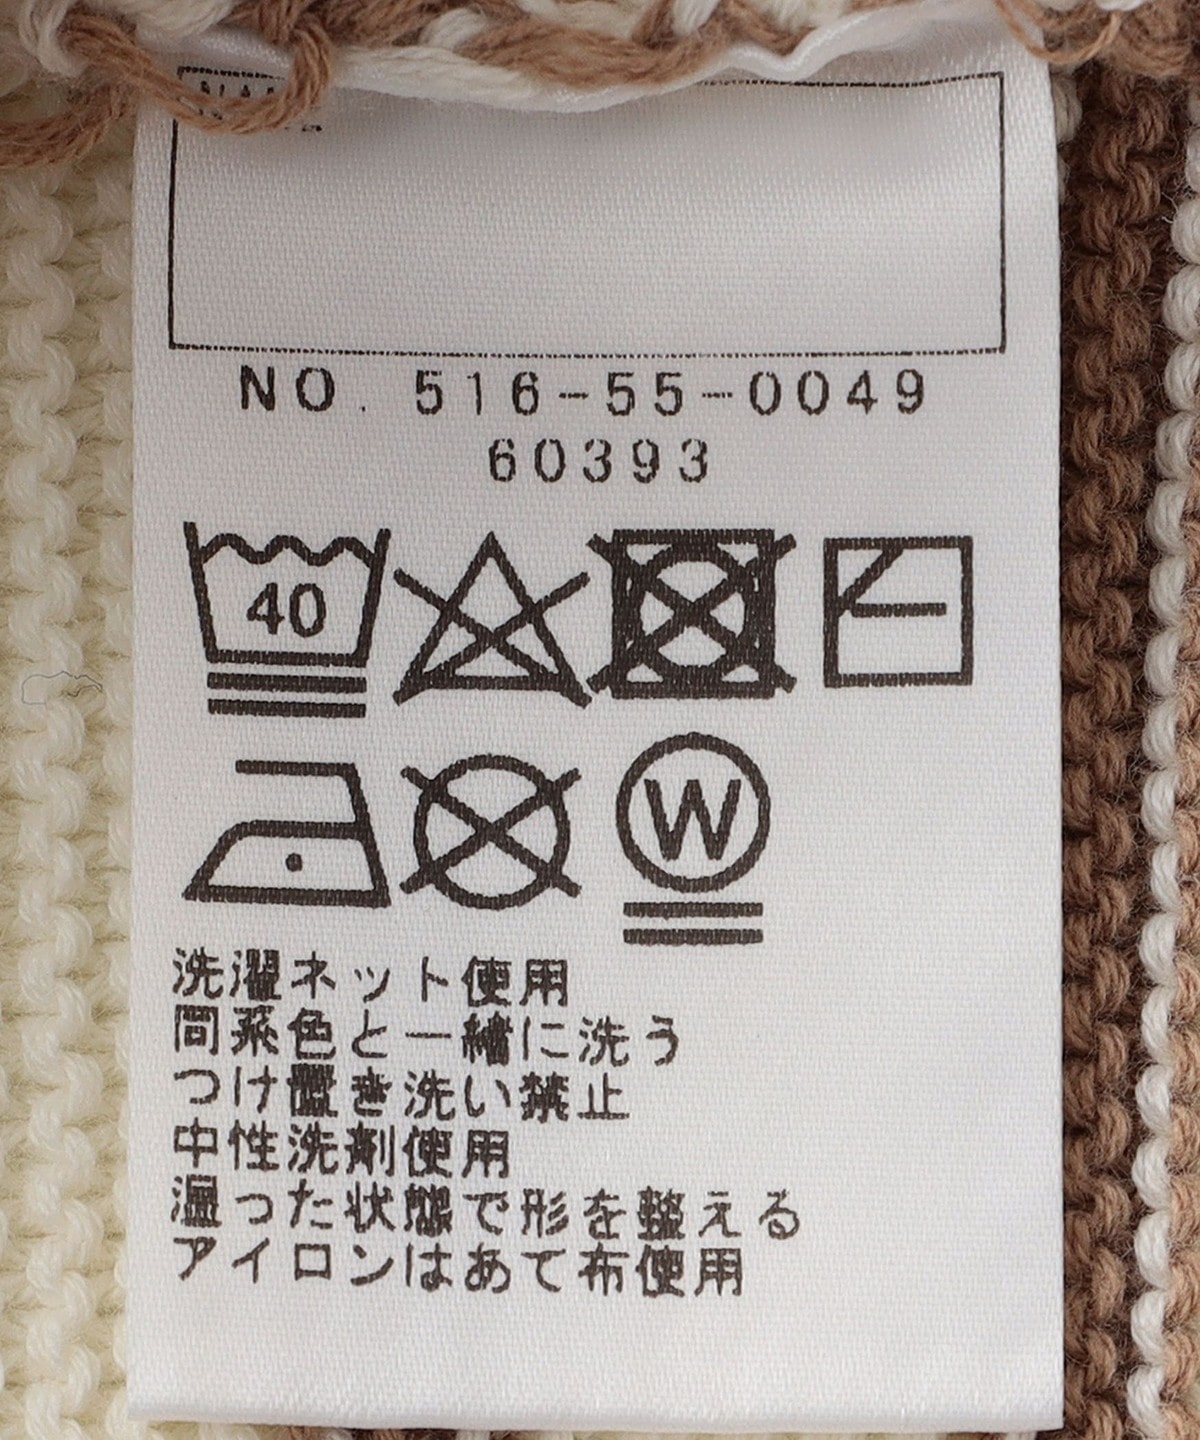 NO. 516-55-0049
60393
40
W
洗濯ネット使用
同系色と一緒に洗う
つけ置き洗い禁止
中性洗剤使用
湿った状態で形を整える
アイロンはあて布使用